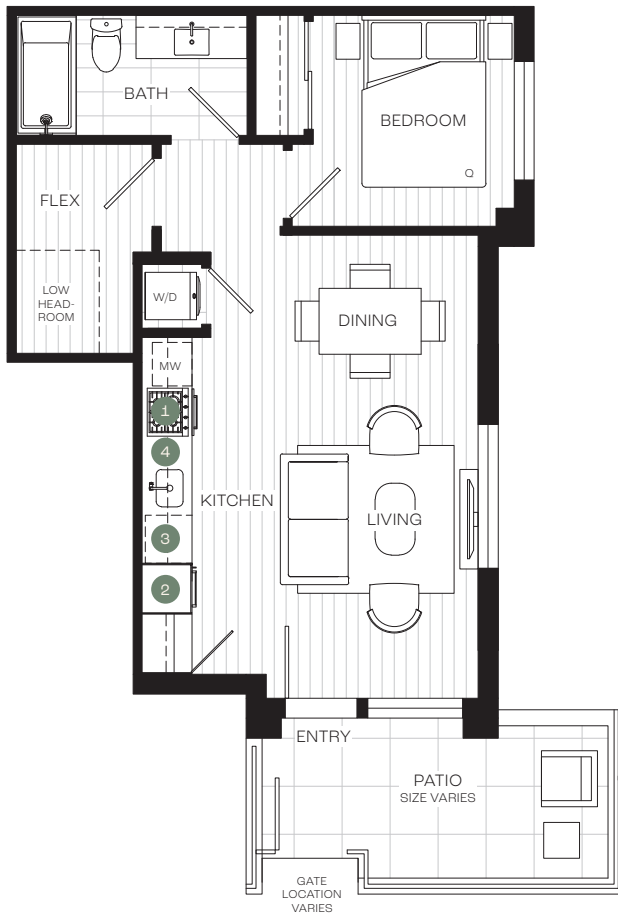 BATH
BEDROOM
Q
FLEX
LOW
HEAD-
ROOM
W/D
DINING
MW
1
4
KITCHEN
LIVING
3
2
ENTRY
PATIO
SIZE VARIES
GATE
LOCATION
VARIES